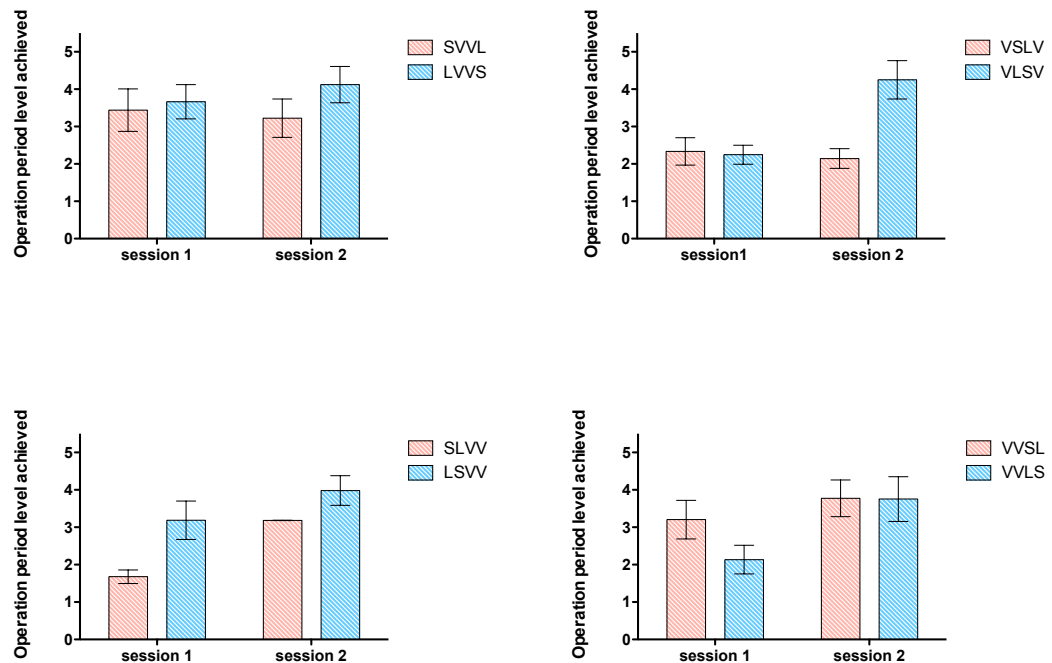 Operation period level achieved
5
4
3
2
1
0
session 1
session 2
SVVL
LVVS
Operation period level achieved
5
4
3
2
1
0
session1
session 2
VSLV
VLSV
Operation period level achieved
5
4
3
2
1
0
session 1
session 2
SLVV
LSVV
Operation period level achieved
5
4
3
2
1
0
session 1
session 2
VVSL
VVLS